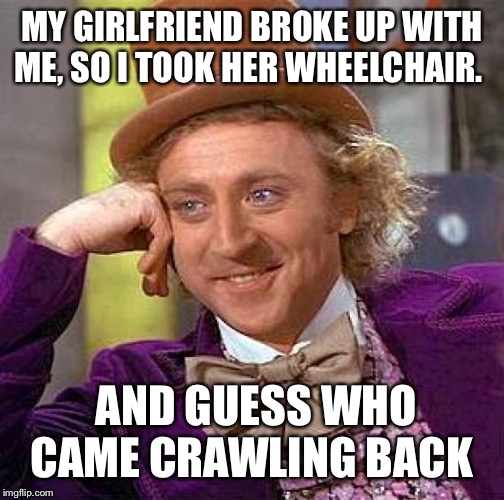 MY GIRLFRIEND BROKE UP WITH
ME, SO I TOOK HER WHEELCHAIR.
AND GUESS WHO
CAME CRAWLING BACK
imgflip.com